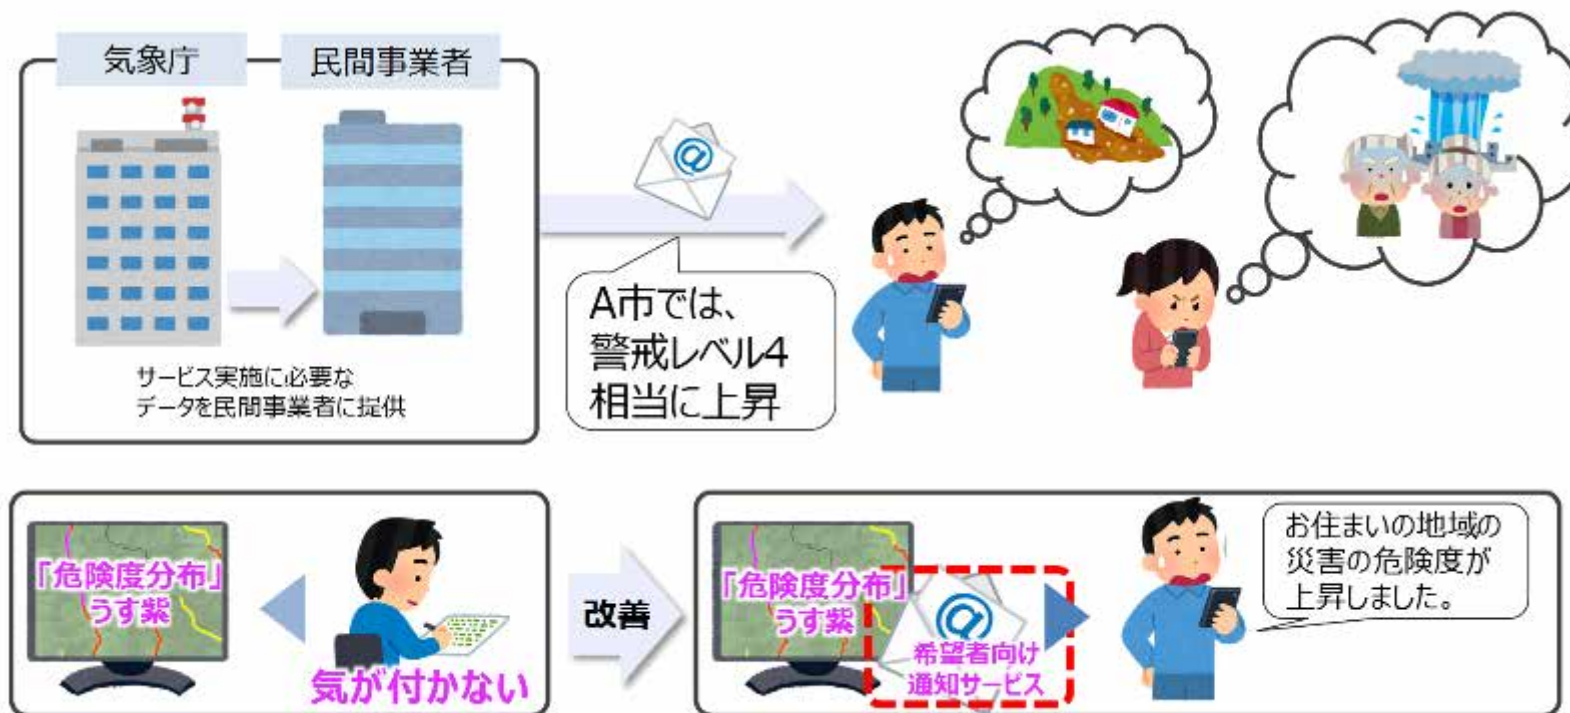 気象庁
民間事業者
@
A市では、
警戒レベル4
相当に上昇
サービス実施に必要な
データを民間事業者に提供
「危険度分布」
うす紫
気が付かない
改善
「危険度分布」
うす紫
@
希望者向け
通知サービス
お住まいの地域の
災害の危険度が
上昇しました。